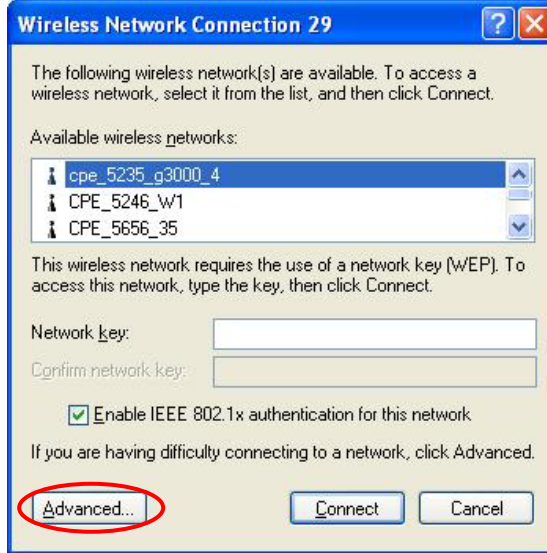 Wireless Network Connection 29
The following wireless network(s) are available. To access a
wireless network, select it from the list, and then click Connect.
Available wireless networks:
cpe_5235_g3000_4
CPE_5246_W1
CPE_5656_35
This wireless network requires the use of a network key (WEP). To
access this network, type the key, then click Connect.
Network key:
Confirm network key:
Enable IEEE 802.1x authentication for this network
If you are having difficulty connecting to a network, click Advanced.
Advanced... Connect Cancel